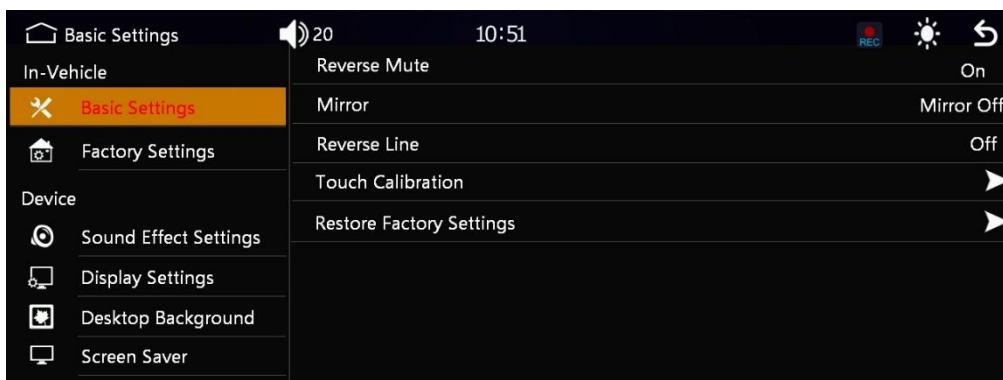 Basic Settings 20 10:51 REC
In-Vehicle
Basic Settings
Factory Settings
Device
Sound Effect Settings
Display Settings
Desktop Background
Screen Saver
Reverse Mute On
Mirror Mirror Off
Reverse Line Off
Touch Calibration
Restore Factory Settings